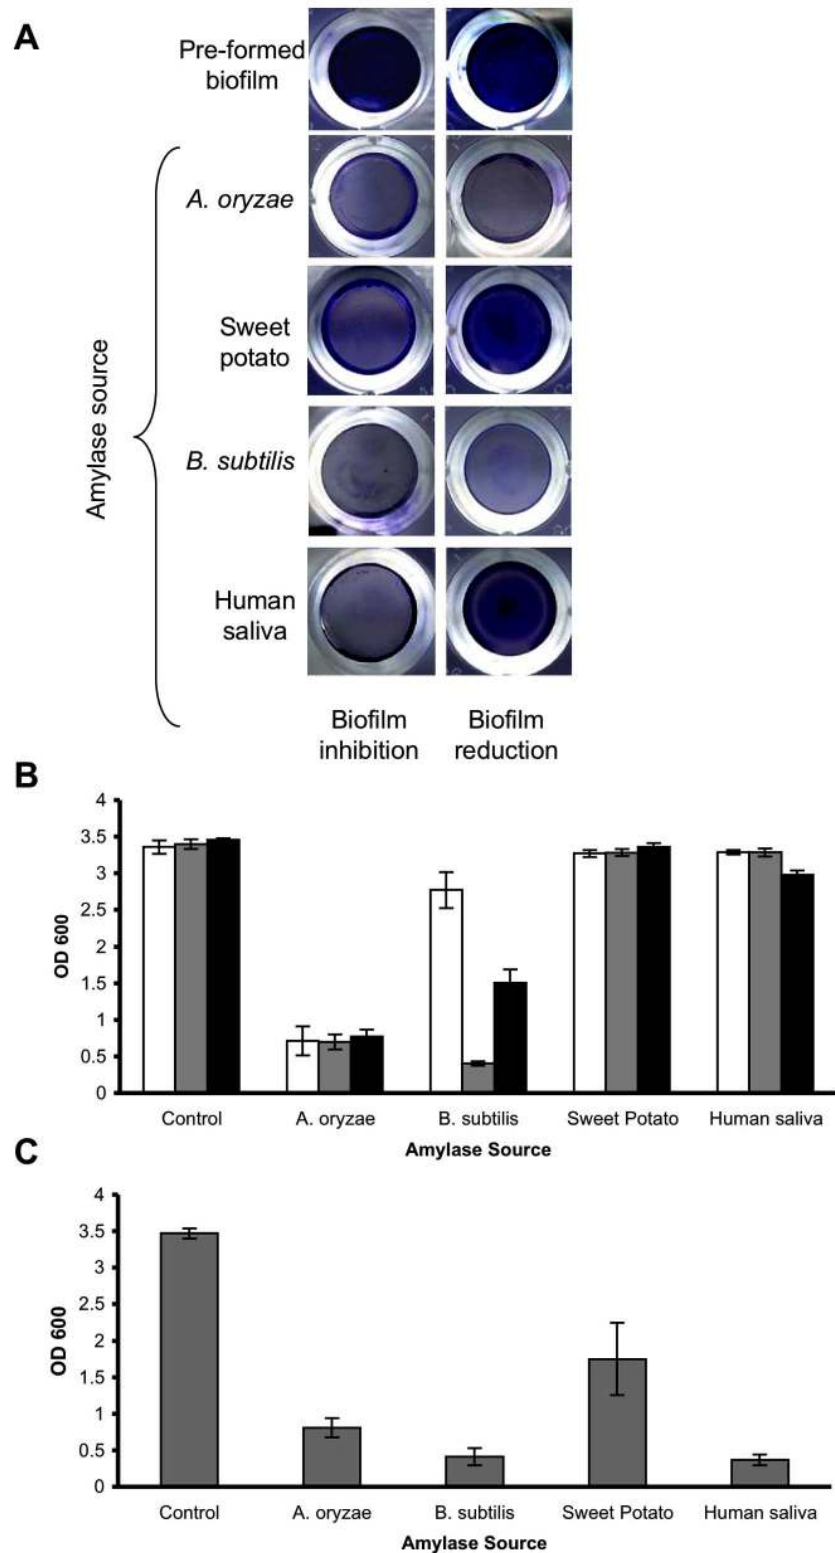 A
Pre-formed
biofilm
A. oryzae
Sweet
potato
B. subtilis
Human
saliva
Amylase source
Biofilm
inhibition
Biofilm
reduction
B
4
3.5
3
2.5
2
1.5
1
0.5
0
OD 600
Control
A. oryzae
B. subtilis
Sweet Potato
Human saliva
Amylase Source
C
4
3.5
3
2.5
2
1.5
1
0.5
0
OD 600
Control
A. oryzae
B. subtilis
Sweet Potato
Human saliva
Amylase Source